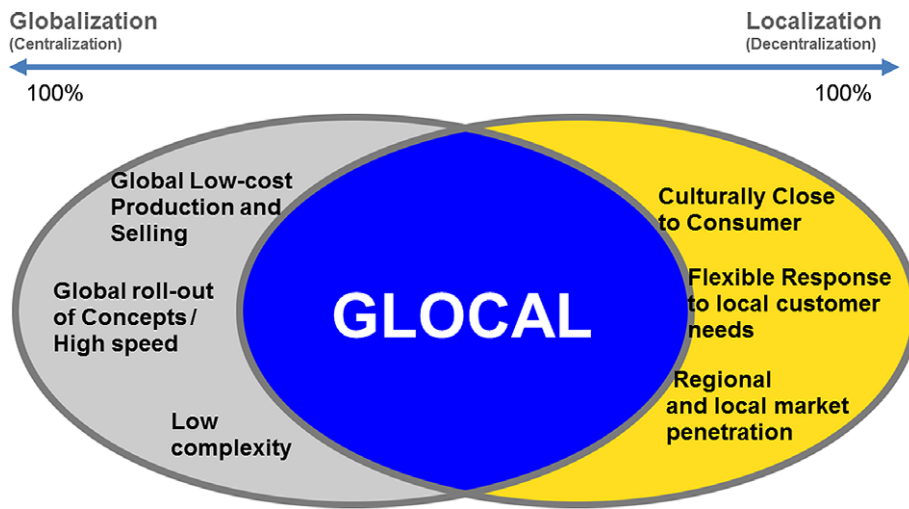 Globalization
(Centralization)
Localization
(Decentralization)
100%
100%
Global Low-cost
Production and
Selling
Global roll-out
of Concepts/
High speed
Low
complexity
GLOCAL
Culturally Close
to Consumer
Flexible Response
to local customer
needs
Regional
and local market
penetration